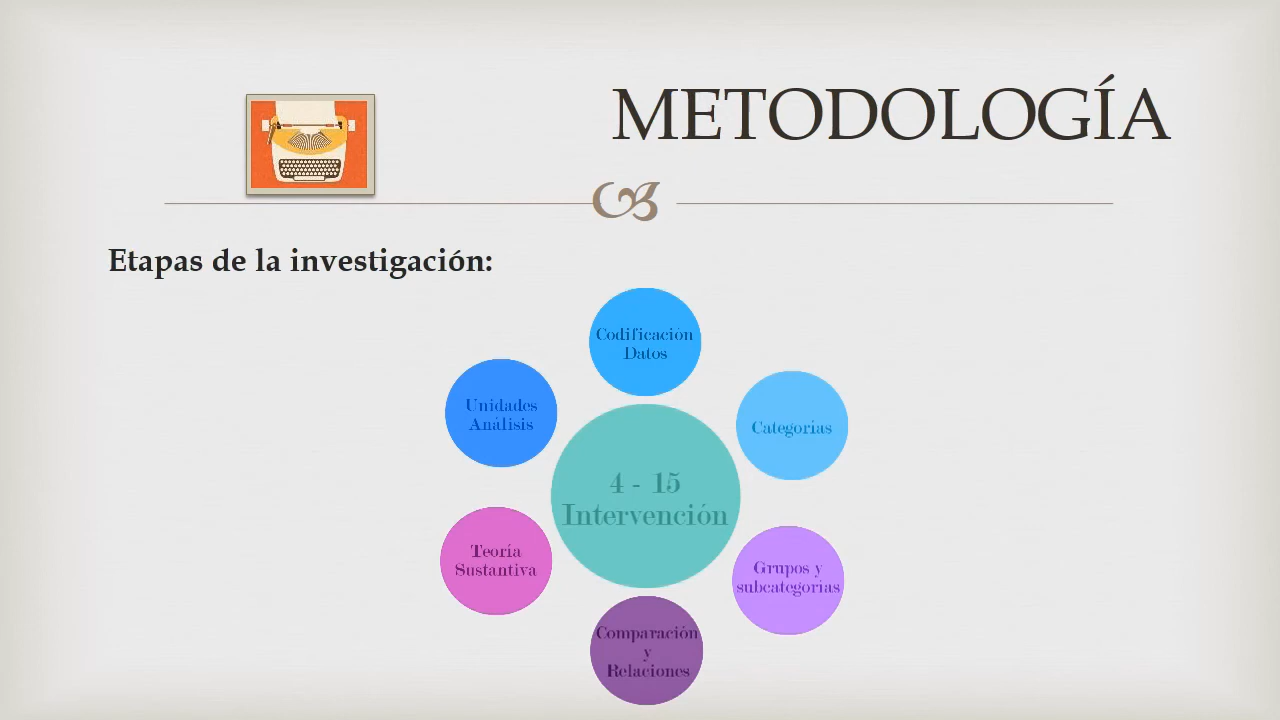 METODOLOGÍA
Etapas de la investigación:
Codificación
Datos
Unidades
Análisis
Categorias
4 - 15
Intervención
Teoría
Sustantiva
Grupos y
subcategorias
Comparación
y
Relaciones